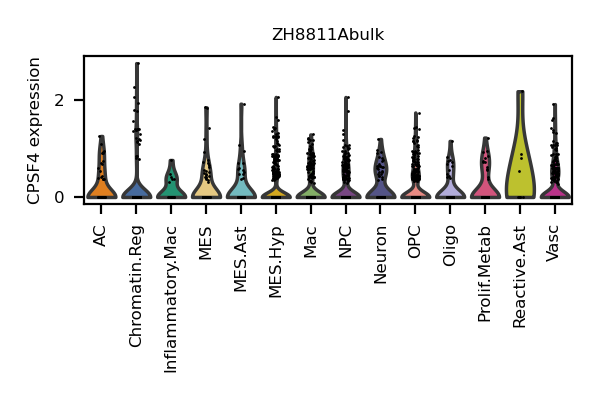 ZH8811Abulk
CPSF4 expression
2
0
AC
Chromatin.Reg
Inflammatory.Mac
MES
MES.Ast
MES.Hyp
Mac
NPC
Neuron
OPC
Oligo
Prolif.Metab
Reactive.Ast
Vasc